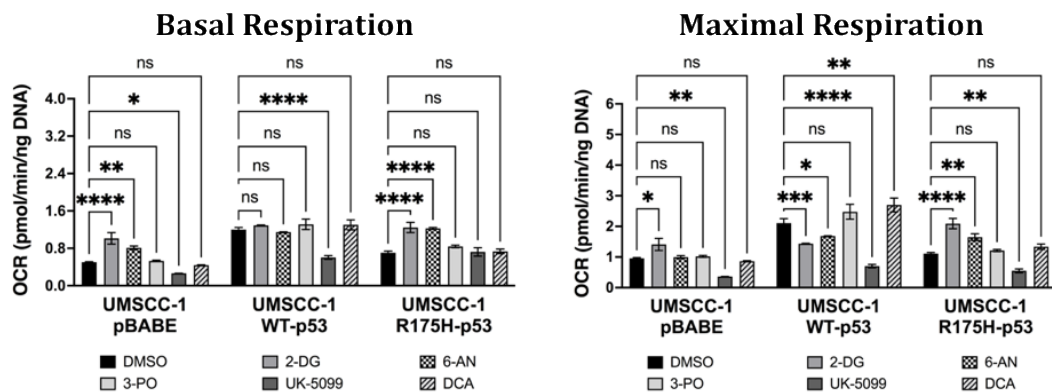 Basal Respiration
ns
ns
ns
*
****
ns
ns
ns
ns
**
ns
****
****
ns
****
OCR (pmol/min/ng DNA)
4.0
3.2
2.4
1.6
0.8
0.0
UMSCC-1
pBABE
UMSCC-1
WT-p53
UMSCC-1
R175H-p53
DMSO
2-DG
6-AN
3-PO
UK-5099
DCA
Maximal Respiration
ns
**
ns
**
****
**
ns
ns
ns
ns
*
**
*
***
****
OCR (pmol/min/ng DNA)
6
5
4
3
2
1
0
UMSCC-1
pBABE
UMSCC-1
WT-p53
UMSCC-1
R175H-p53
DMSO
2-DG
6-AN
3-PO
UK-5099
DCA